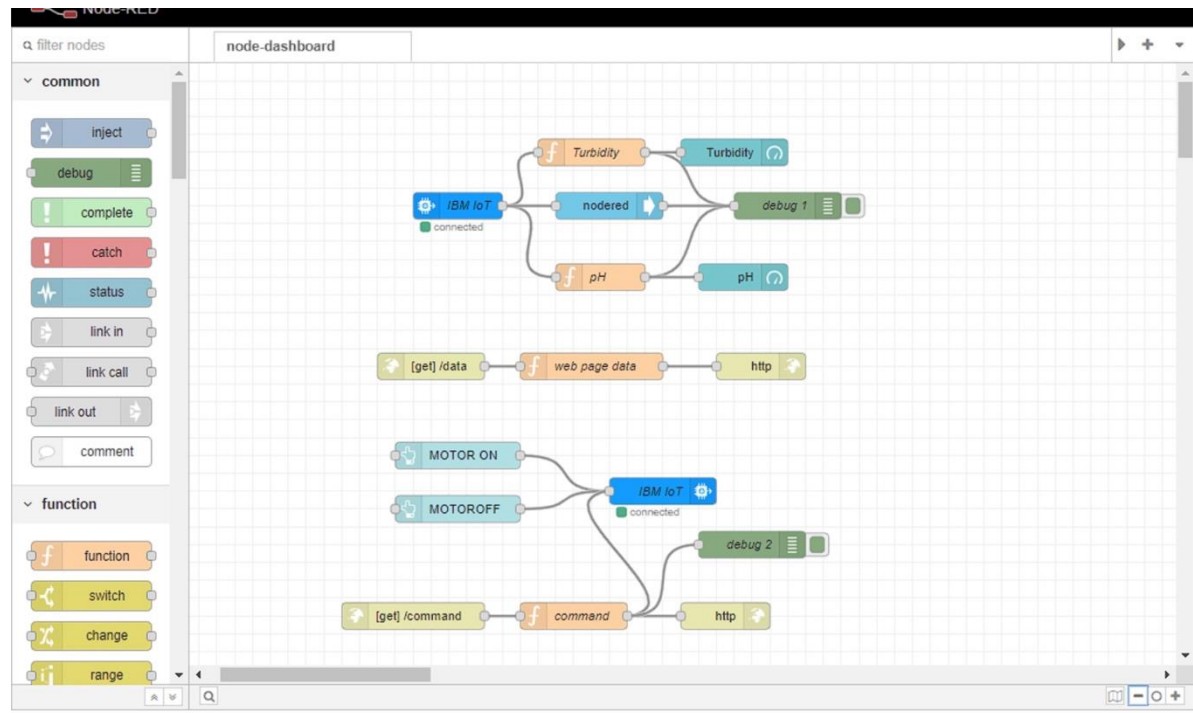 Node-RED
filter nodes
node-dashboard
common
inject
debug
complete
catch
status
link in
link call
link out
comment
function
function
switch
change
range
Turbidity
Turbidity
IBM IoT
connected
nodered
debug 1
pH
pH
[get] /data
web page data
http
MOTOR ON
MOTOROFF
IBM IoT
connected
debug 2
[get] /command
command
http